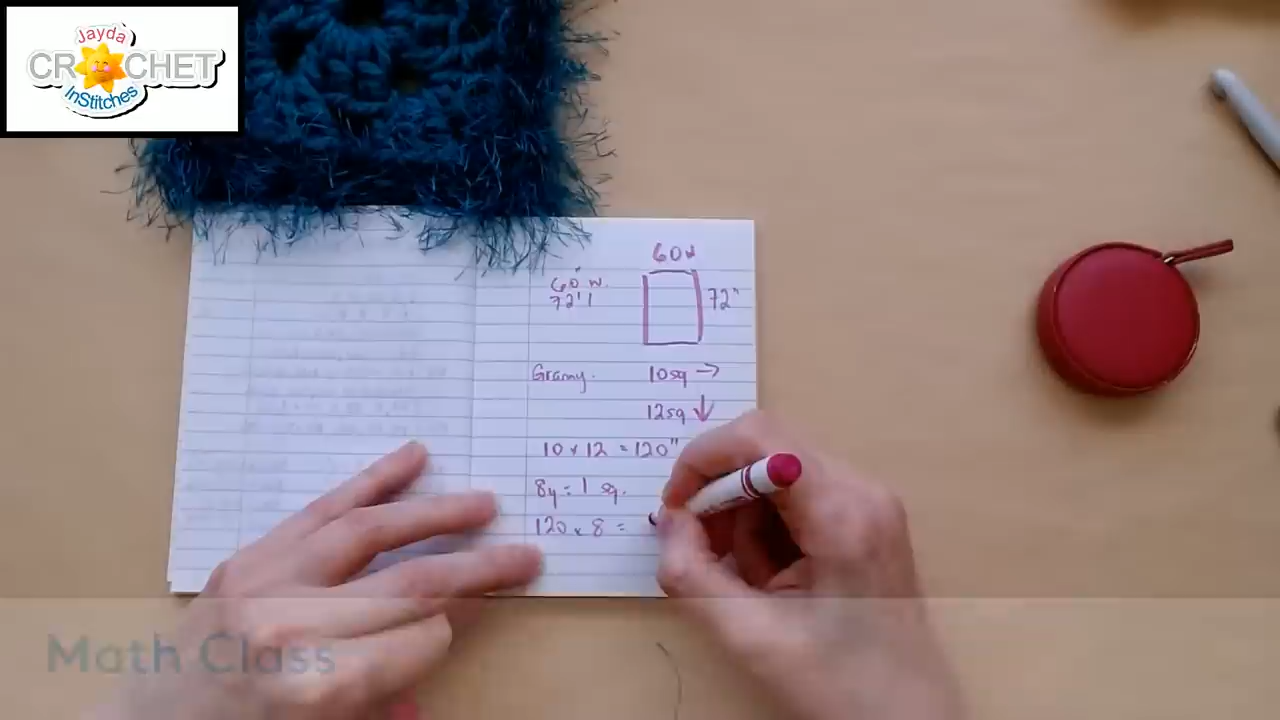 Jayda
CROCHET
InStitches
60w
60" w.
72" l
72"
Granny.
10sq →
12sq ↓
10 x 12 = 120"
8y = 1 sq.
120 x 8 =
Math Class